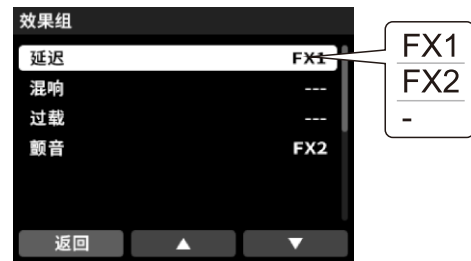 效果组
延迟 FX1
混响 ---
过载 ---
颤音 FX2
返回 ▲ ▼
FX1
FX2
-